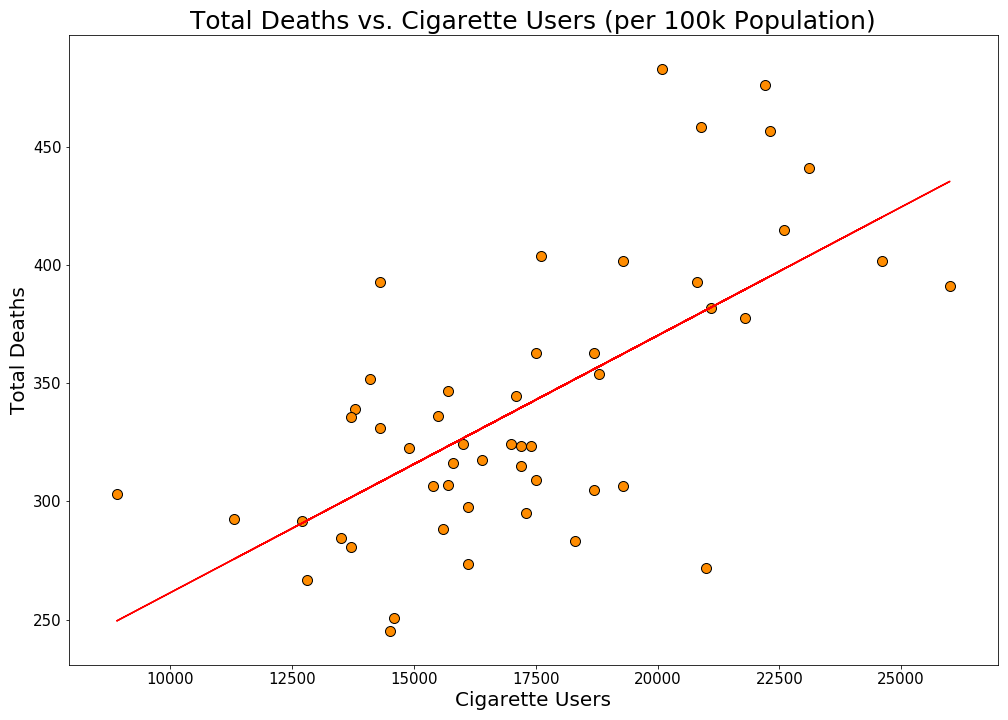 Total Deaths vs. Cigarette Users (per 100k Population)
450
400
350
300
250
Total Deaths
10000 12500 15000 17500 20000 22500 25000
Cigarette Users